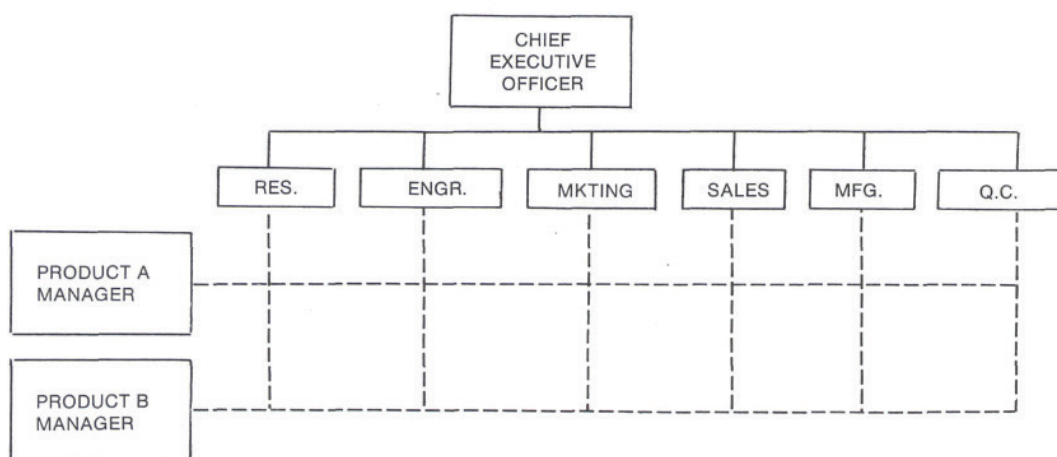 CHIEF
EXECUTIVE
OFFICER
RES.
ENGR.
MKTING
SALES
MFG.
Q.C.
PRODUCT A
MANAGER
PRODUCT B
MANAGER